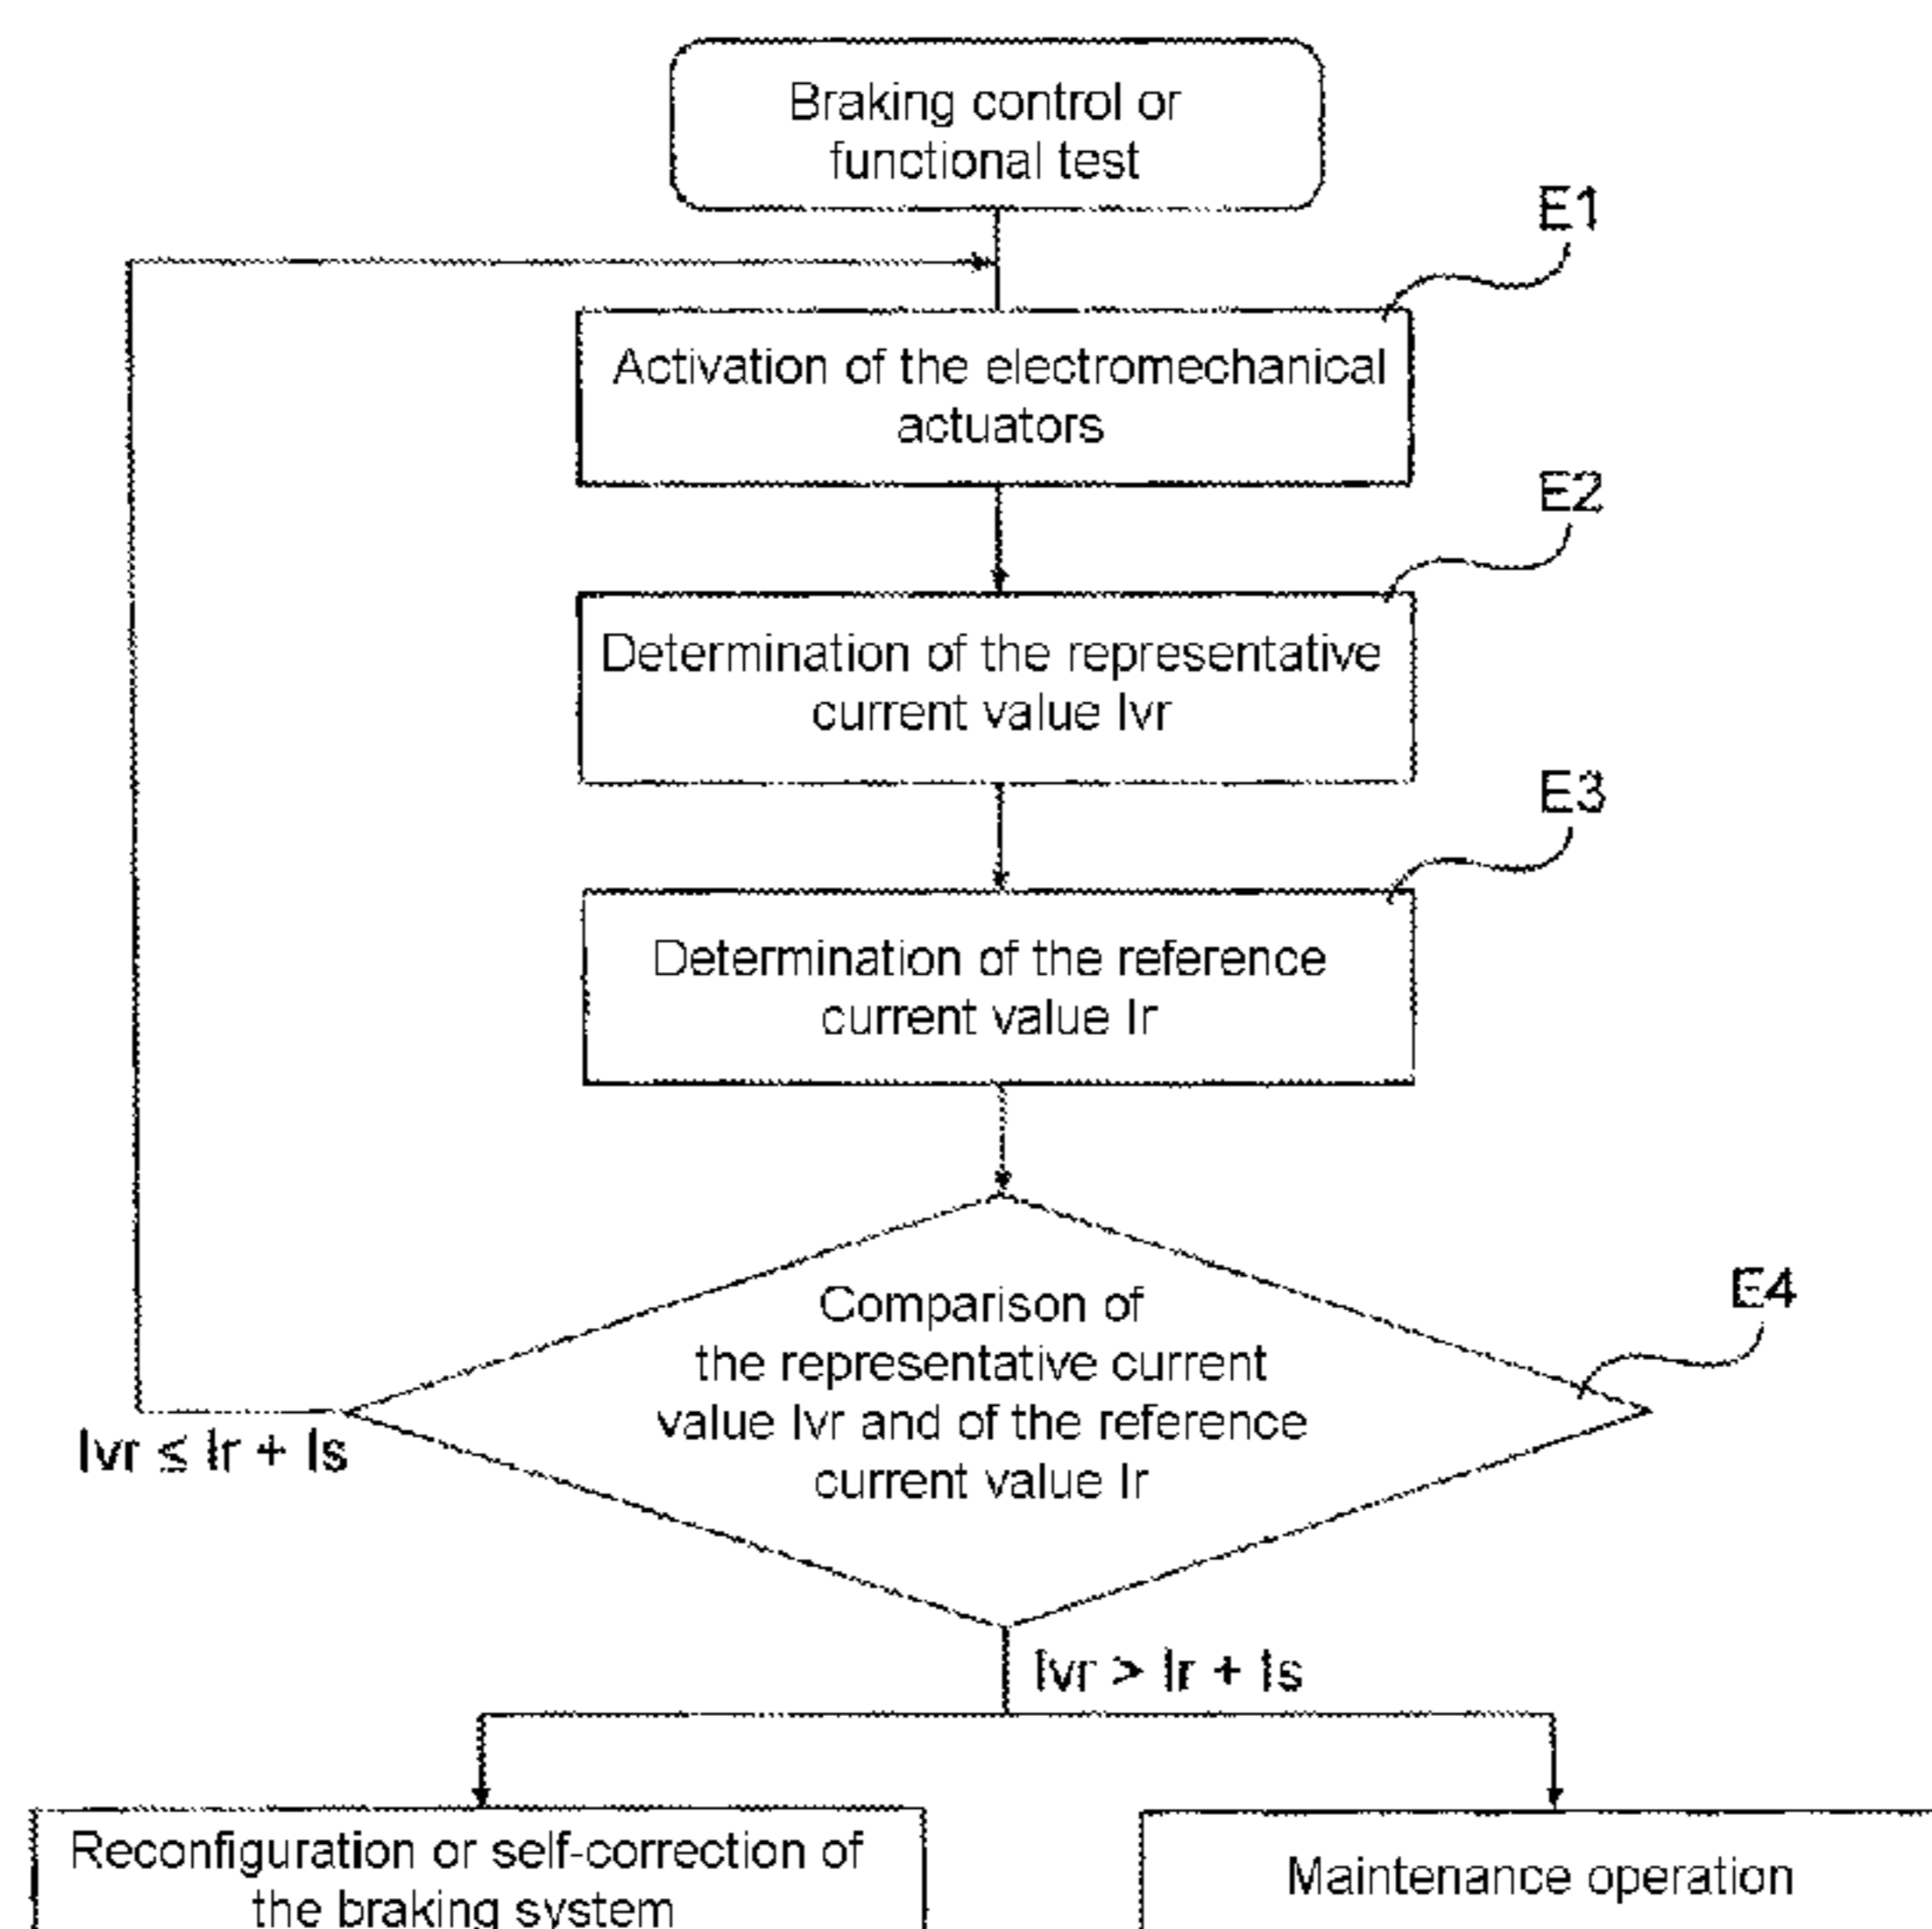 Braking control or
functional test
E1
Activation of the electromechanical
actuators
E2
Determination of the representative
current value Ivr
E3
Determination of the reference
current value Ir
E4
Comparison of
the representative current
value Ivr and of the reference
current value Ir
Ivr ≤ Ir + Is
Ivr > Ir + Is
Reconfiguration or self-correction of
the braking system
Maintenance operation